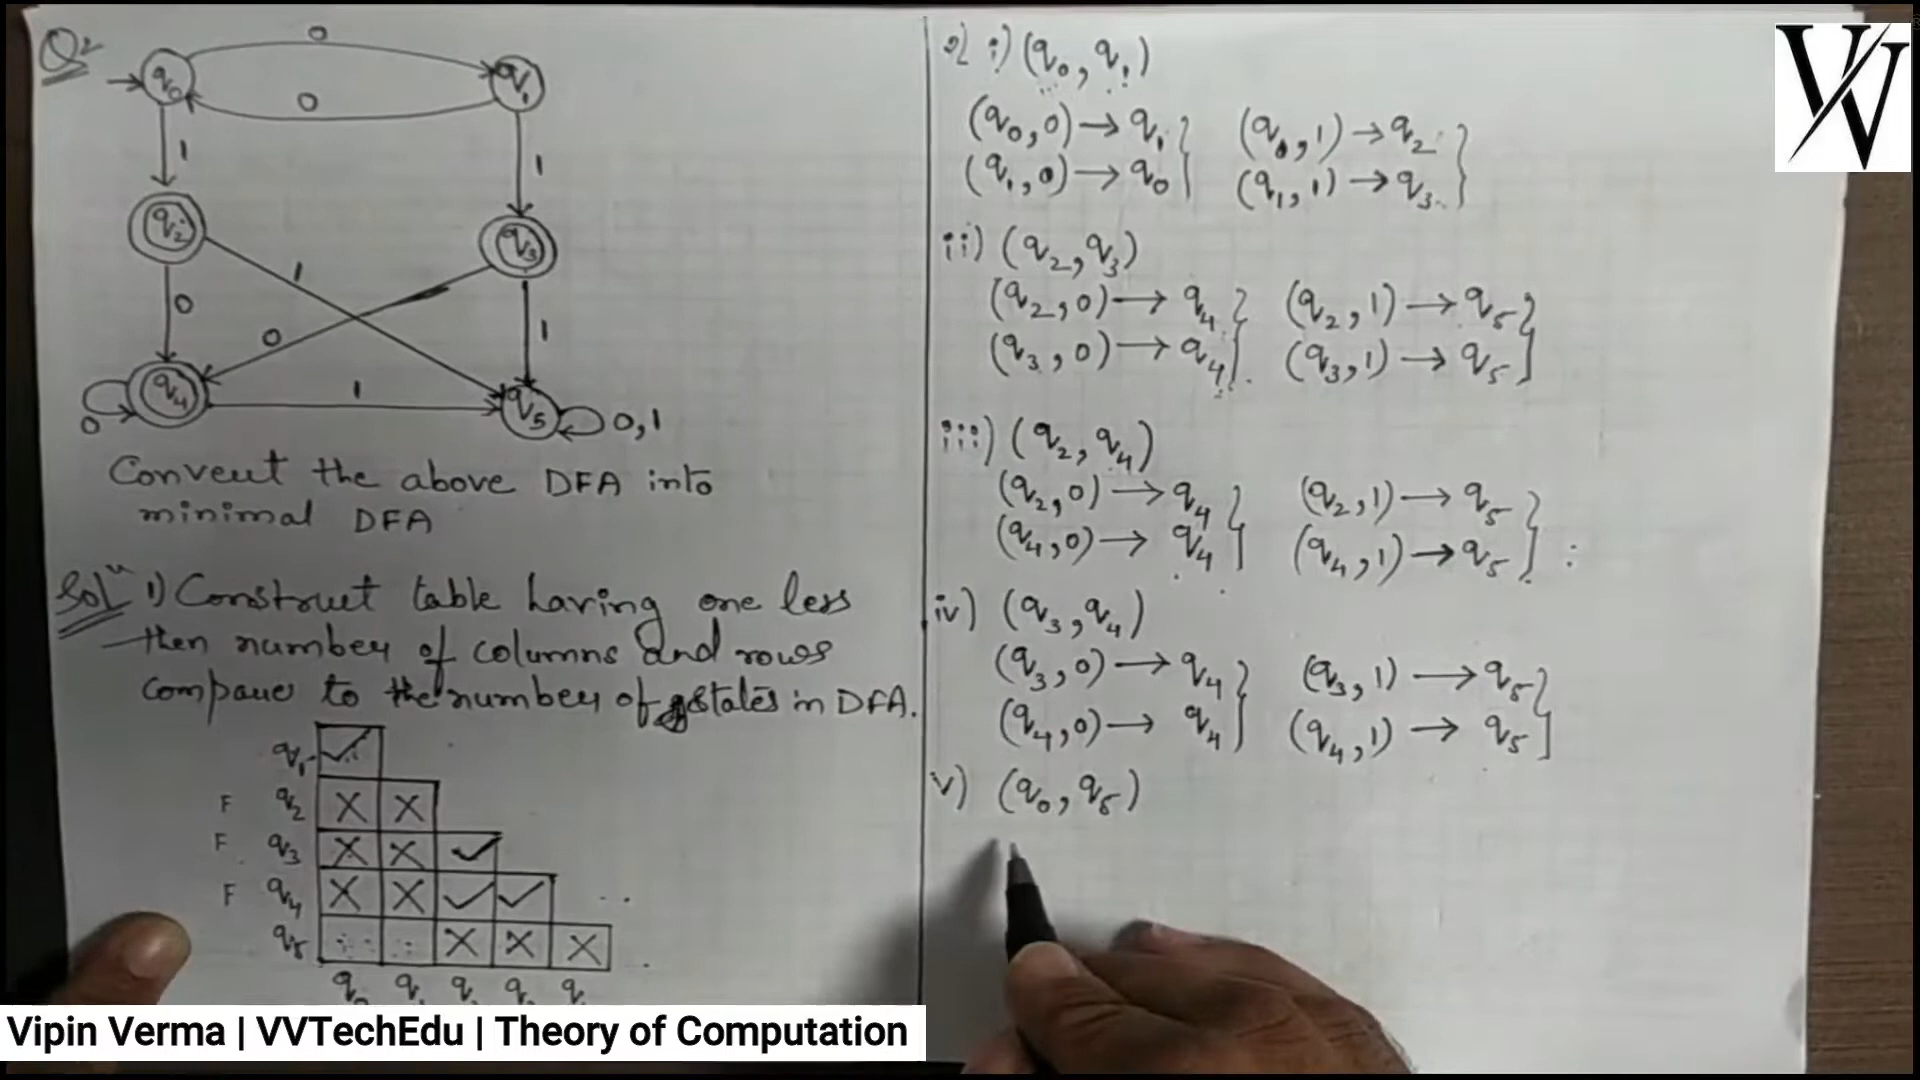 Q2
0
q0
q1
0
1
1
q2
q3
1
0
0
1
q4
1
q5
0
0,1
Convert the above DFA into
minimal DFA
Solⁿ 1) Construct table having one less
then number of columns and rows
compare to the number of states in DFA.
q1 ✓
F q2 X X
F q3 X X ✓
F q4 X X ✓ ✓
q5 X X X
2) i) (q0, q1)
(q0,0) → q1 } (q0,1) → q2 }
(q1,0) → q0 } (q1,1) → q3 }
ii) (q2, q3)
(q2,0) → q4 } (q2,1) → q5 }
(q3,0) → q4 } (q3,1) → q5 }
iii) (q2, q4)
(q2,0) → q4 } (q2,1) → q5 }
(q4,0) → q4 } (q4,1) → q5 }
iv) (q3, q4)
(q3,0) → q4 } (q3,1) → q5 }
(q4,0) → q4 } (q4,1) → q5 }
v) (q0, q5)
VV
Vipin Verma | VVTechEdu | Theory of Computation